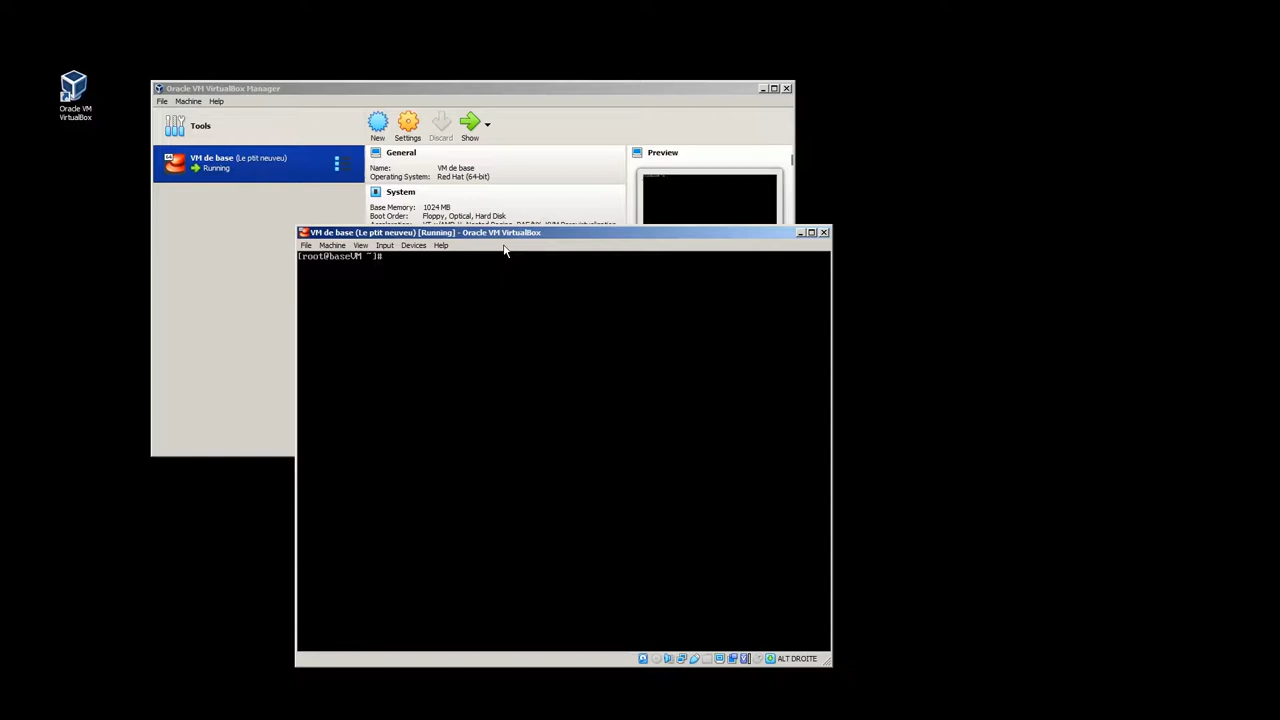 Oracle VM
VirtualBox
Oracle VM VirtualBox Manager
File Machine Help
Tools
New Settings Discard Show
VM de base (Le ptit neuveu)
Running
General
Name: VM de base
Operating System: Red Hat (64-bit)
System
Base Memory: 1024 MB
Boot Order: Floppy, Optical, Hard Disk
Preview
VM de base (Le ptit neuveu) [Running] - Oracle VM VirtualBox
File Machine View Input Devices Help
[root@baseVM ~]#
ALT DROITE